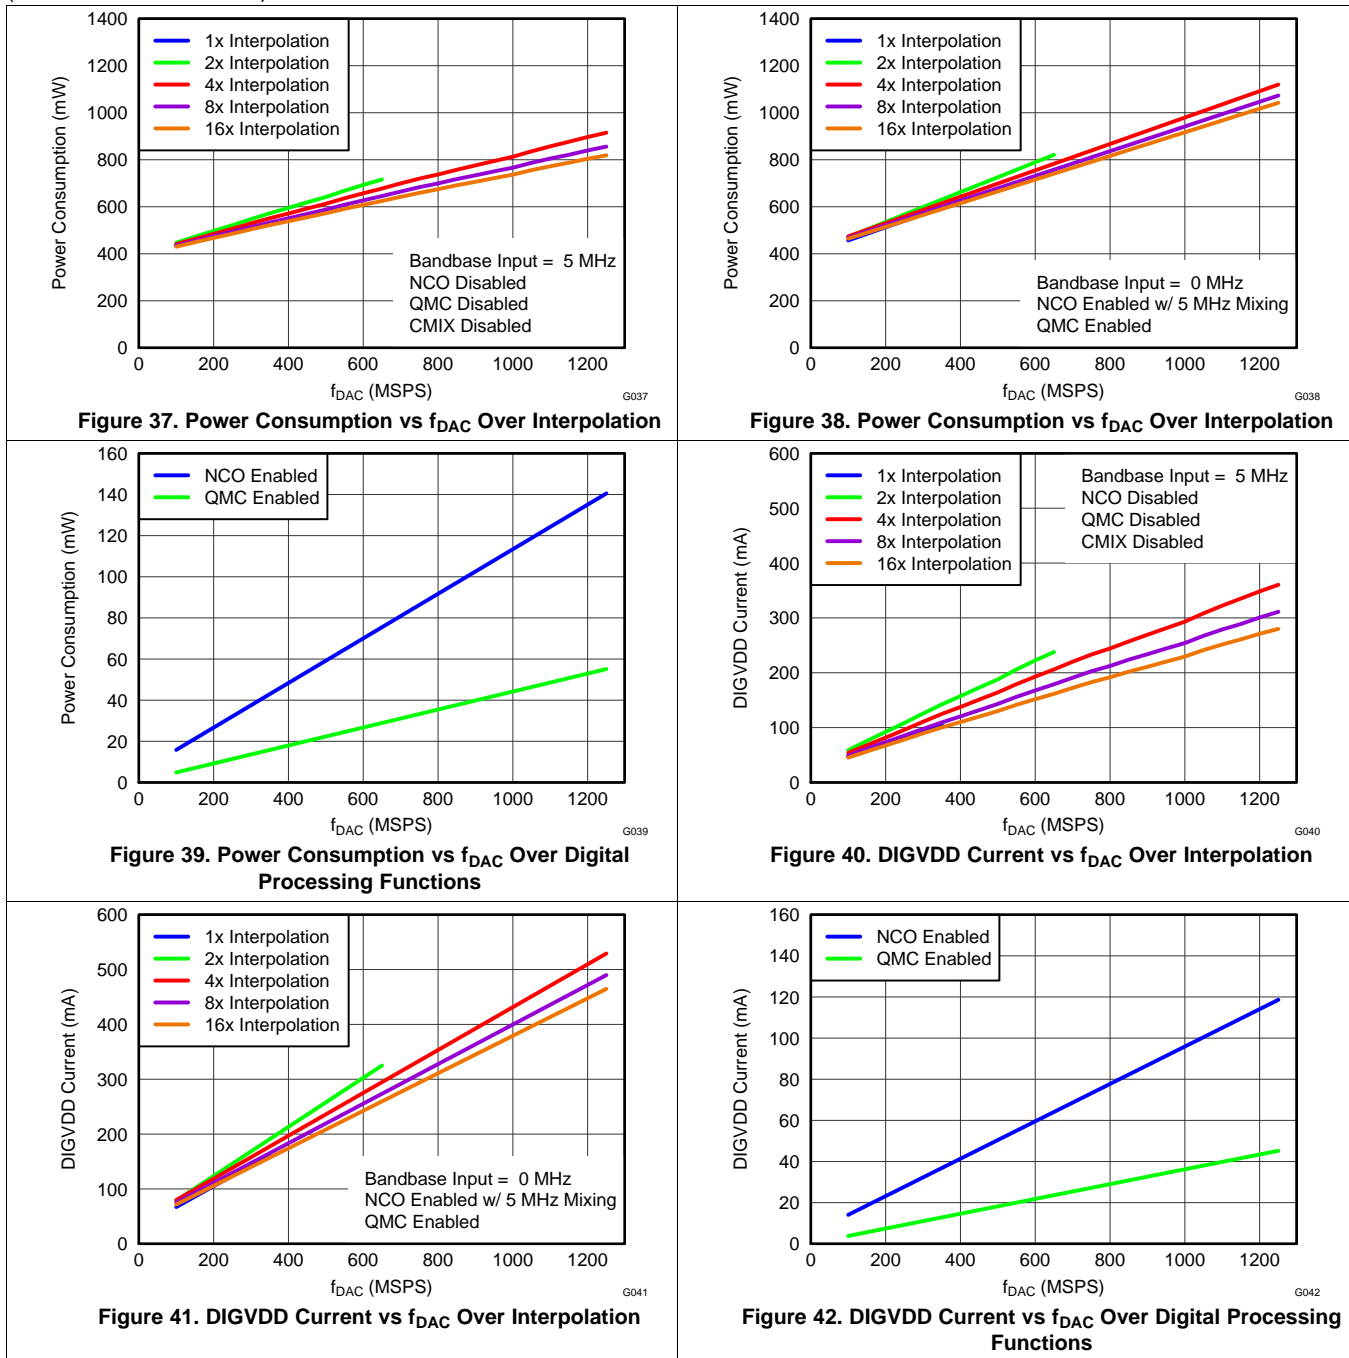 1400
1200
1000
800
600
400
200
0
Power Consumption (mW)
1x Interpolation
2x Interpolation
4x Interpolation
8x Interpolation
16x Interpolation
Bandbase Input = 5 MHz
NCO Disabled
QMC Disabled
CMIX Disabled
0 200 400 600 800 1000 1200
fDAC (MSPS)
G037
Figure 37. Power Consumption vs fDAC Over Interpolation
1400
1200
1000
800
600
400
200
0
Power Consumption (mW)
1x Interpolation
2x Interpolation
4x Interpolation
8x Interpolation
16x Interpolation
Bandbase Input = 0 MHz
NCO Enabled w/ 5 MHz Mixing
QMC Enabled
0 200 400 600 800 1000 1200
fDAC (MSPS)
G038
Figure 38. Power Consumption vs fDAC Over Interpolation
160
140
120
100
80
60
40
20
0
Power Consumption (mW)
NCO Enabled
QMC Enabled
0 200 400 600 800 1000 1200
fDAC (MSPS)
G039
Figure 39. Power Consumption vs fDAC Over Digital
Processing Functions
600
500
400
300
200
100
0
DIGVDD Current (mA)
1x Interpolation
2x Interpolation
4x Interpolation
8x Interpolation
16x Interpolation
Bandbase Input = 5 MHz
NCO Disabled
QMC Disabled
CMIX Disabled
0 200 400 600 800 1000 1200
fDAC (MSPS)
G040
Figure 40. DIGVDD Current vs fDAC Over Interpolation
600
500
400
300
200
100
0
DIGVDD Current (mA)
1x Interpolation
2x Interpolation
4x Interpolation
8x Interpolation
16x Interpolation
Bandbase Input = 0 MHz
NCO Enabled w/ 5 MHz Mixing
QMC Enabled
0 200 400 600 800 1000 1200
fDAC (MSPS)
G041
Figure 41. DIGVDD Current vs fDAC Over Interpolation
160
140
120
100
80
60
40
20
0
DIGVDD Current (mA)
NCO Enabled
QMC Enabled
0 200 400 600 800 1000 1200
fDAC (MSPS)
G042
Figure 42. DIGVDD Current vs fDAC Over Digital Processing
Functions